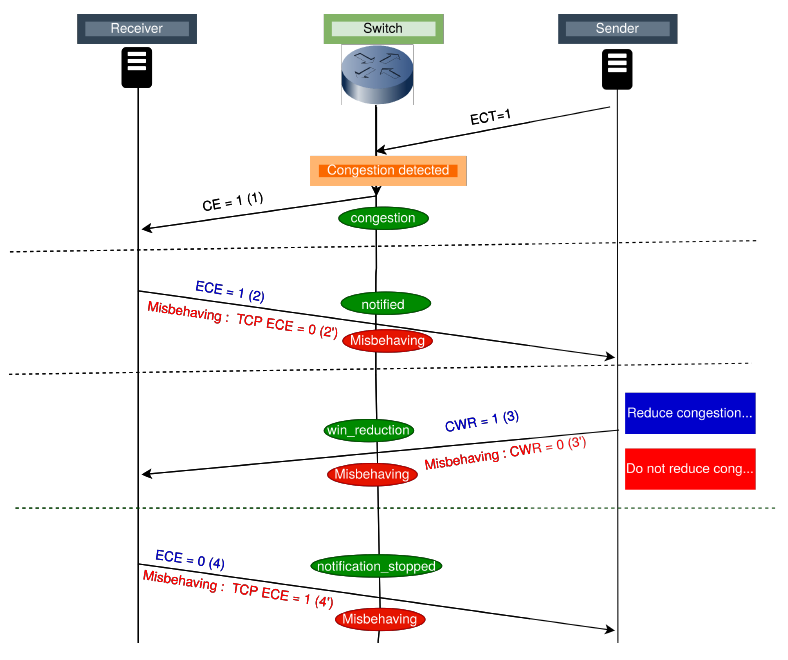 Receiver
Switch
Sender
ECT=1
Congestion detected
CE = 1 (1)
congestion
ECE = 1 (2)
notified
Misbehaving : TCP ECE = 0 (2')
Misbehaving
Reduce congestion...
CWR = 1 (3)
win_reduction
Misbehaving : CWR = 0 (3')
Misbehaving
Do not reduce cong...
ECE = 0 (4)
notification_stopped
Misbehaving : TCP ECE = 1 (4')
Misbehaving